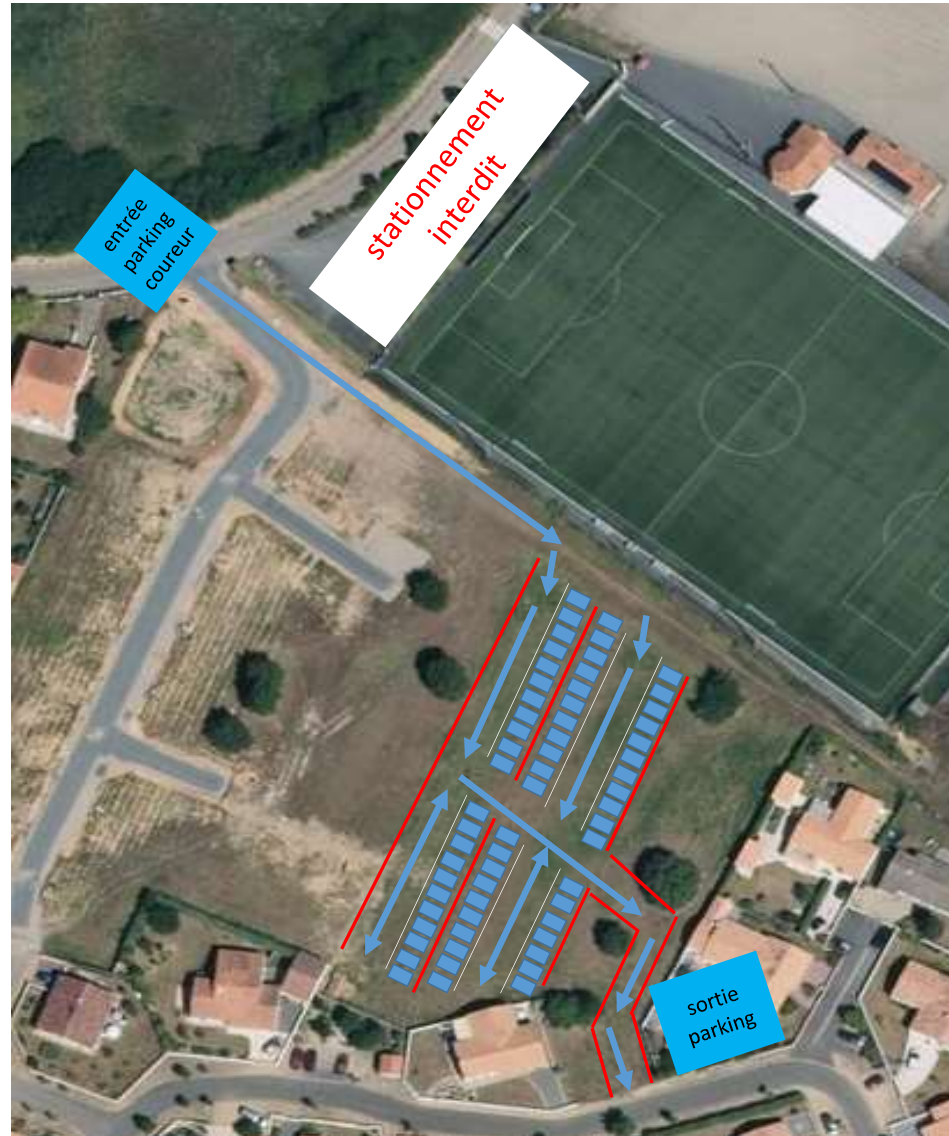 stationnement
interdit
entrée
parking
coureur
sortie
parking